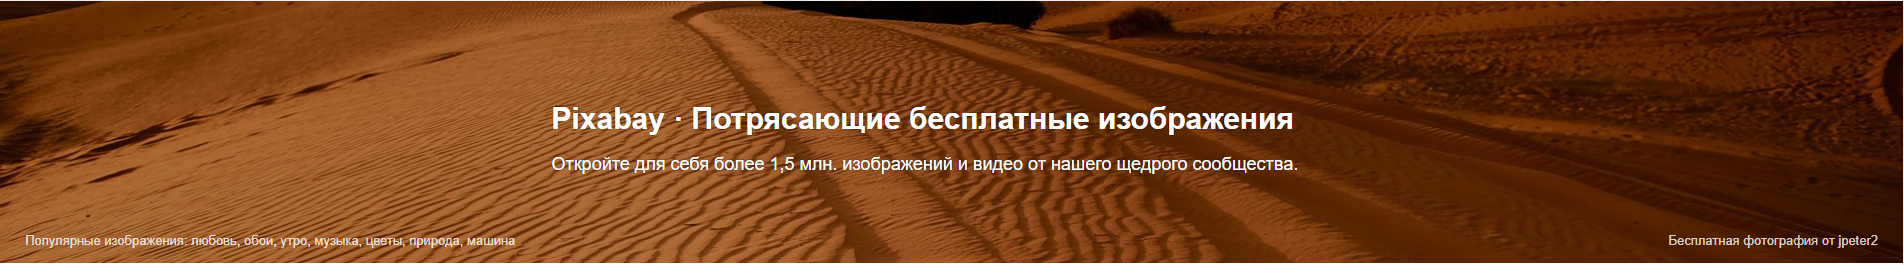 Pixabay · Потрясающие бесплатные изображения
Откройте для себя более 1,5 млн. изображений и видео от нашего щедрого сообщества.
Популярные изображения: любовь, обои, утро, музыка, цветы, природа, машина
Бесплатная фотография от jpeter2